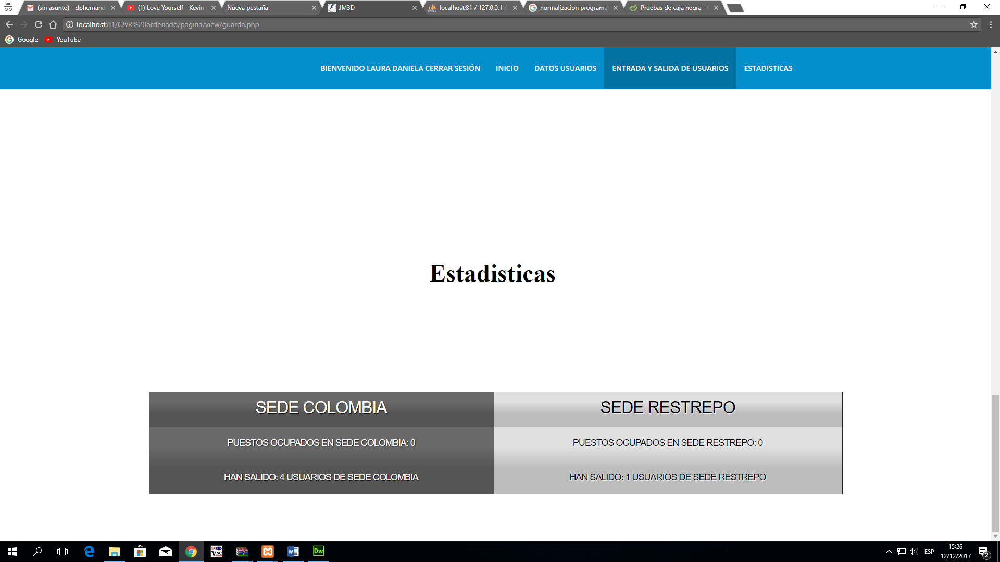 (sin asunto) - dphernand
(1) Love Yourself - Kevin
Nueva pestaña
JM3D
localhost:81 / 127.0.0.1 /
normalizacion programa
Pruebas de caja negra -
localhost:81/C&R%20ordenado/pagina/view/guarda.php
Google
YouTube
BIENVENIDO LAURA DANIELA CERRAR SESIÓN
INICIO
DATOS USUARIOS
ENTRADA Y SALIDA DE USUARIOS
ESTADISTICAS
Estadisticas
SEDE COLOMBIA
SEDE RESTREPO
PUESTOS OCUPADOS EN SEDE COLOMBIA: 0
PUESTOS OCUPADOS EN SEDE RESTREPO: 0
HAN SALIDO: 4 USUARIOS DE SEDE COLOMBIA
HAN SALIDO: 1 USUARIOS DE SEDE RESTREPO
VNC
Dw
ESP
15:26
12/12/2017
2